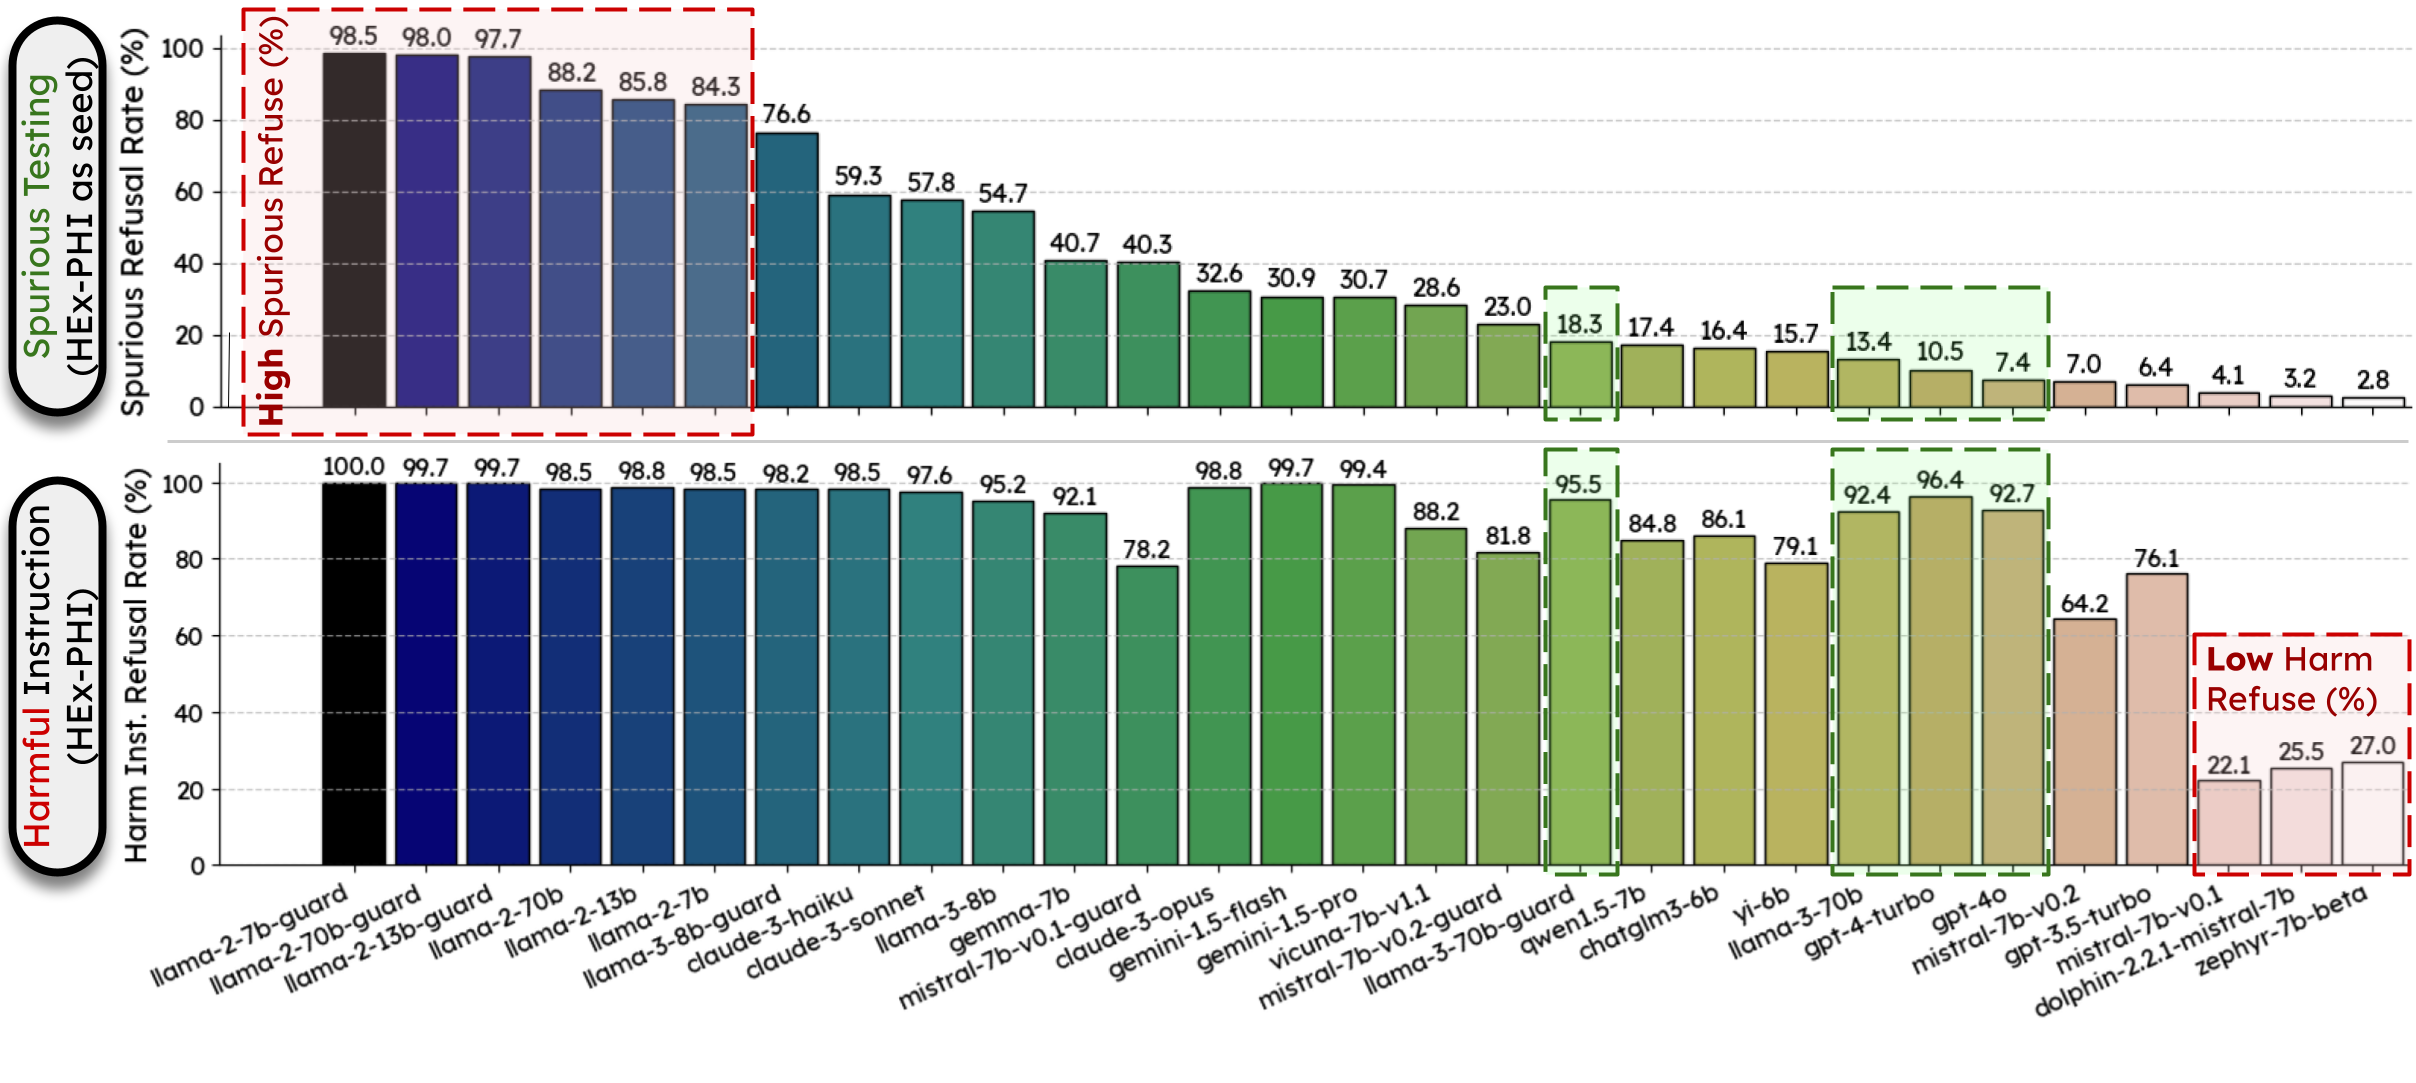 Spurious Testing
(HEx-PHI as seed)
Spurious Refusal Rate (%)
100
80
60
40
20
0
High Spurious Refuse (%)
98.5
98.0
97.7
88.2
85.8
84.3
76.6
59.3
57.8
54.7
40.7
40.3
32.6
30.9
30.7
28.6
23.0
18.3
17.4
16.4
15.7
13.4
10.5
7.4
7.0
6.4
4.1
3.2
2.8
Harmful Instruction
(HEx-PHI)
Harm Inst. Refusal Rate (%)
100
80
60
40
20
0
100.0
99.7
99.7
98.5
98.8
98.5
98.2
98.5
97.6
95.2
92.1
78.2
98.8
99.7
99.4
88.2
81.8
95.5
84.8
86.1
79.1
92.4
96.4
92.7
64.2
76.1
Low Harm
Refuse (%)
22.1
25.5
27.0
llama-2-7b-guard
llama-2-70b-guard
llama-2-13b-guard
llama-2-70b
llama-2-13b
llama-2-7b
llama-3-8b-guard
claude-3-haiku
claude-3-sonnet
llama-3-8b
gemma-7b
mistral-7b-v0.1-guard
claude-3-opus
gemini-1.5-flash
gemini-1.5-pro
vicuna-7b-v1.1
mistral-7b-v0.2-guard
llama-3-70b-guard
qwen1.5-7b
chatglm3-6b
yi-6b
llama-3-70b
gpt-4-turbo
gpt-4o
mistral-7b-v0.2
gpt-3.5-turbo
mistral-7b-v0.1
dolphin-2.2.1-mistral-7b
zephyr-7b-beta